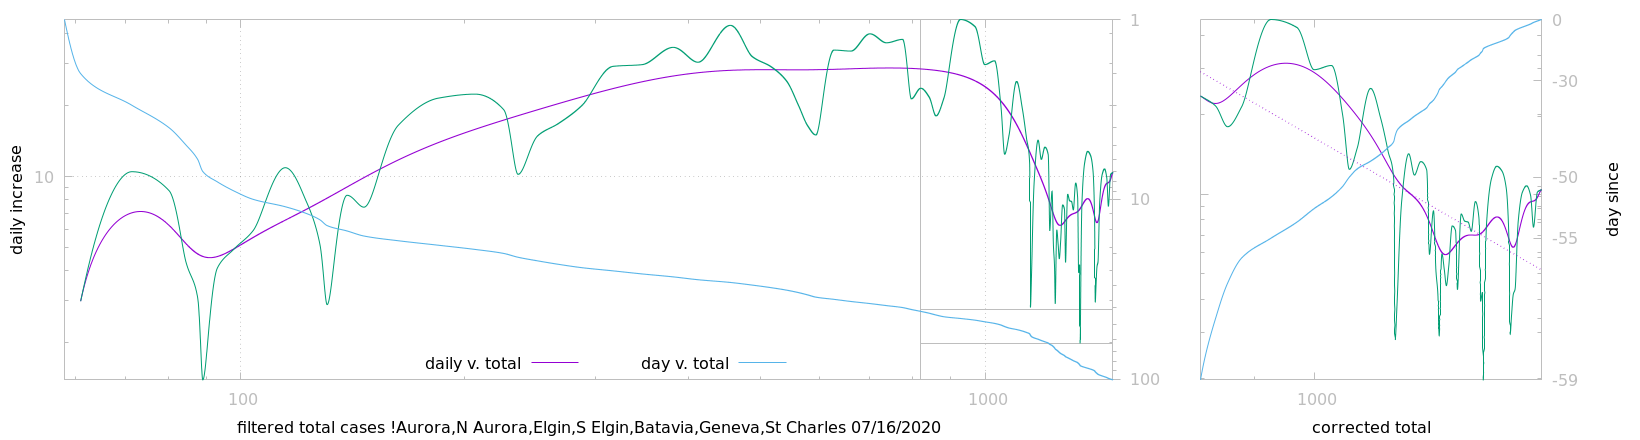 1
0
-30
10
10
-50
-55
daily increase
day since
daily v. total
day v. total
100
-59
100
1000
1000
filtered total cases !Aurora,N Aurora,Elgin,S Elgin,Batavia,Geneva,St Charles 07/16/2020
corrected total